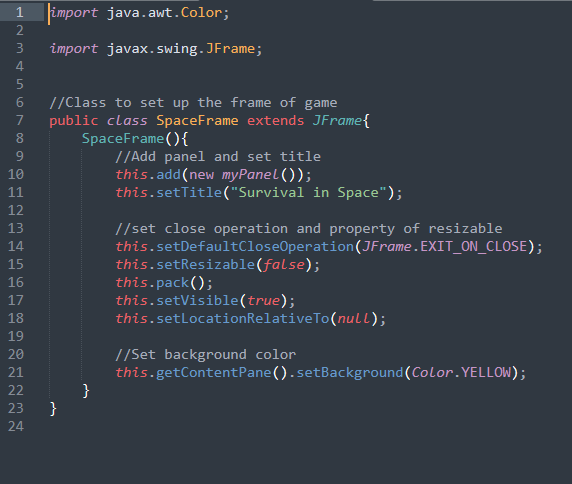 1 import java.awt.Color;
2
3 import javax.swing.JFrame;
4
5
6 //Class to set up the frame of game
7 public class SpaceFrame extends JFrame{
8 SpaceFrame(){
9 //Add panel and set title
10 this.add(new myPanel());
11 this.setTitle("Survival in Space");
12
13 //set close operation and property of resizable
14 this.setDefaultCloseOperation(JFrame.EXIT_ON_CLOSE);
15 this.setResizable(false);
16 this.pack();
17 this.setVisible(true);
18 this.setLocationRelativeTo(null);
19
20 //Set background color
21 this.getContentPane().setBackground(Color.YELLOW);
22 }
23 }
24